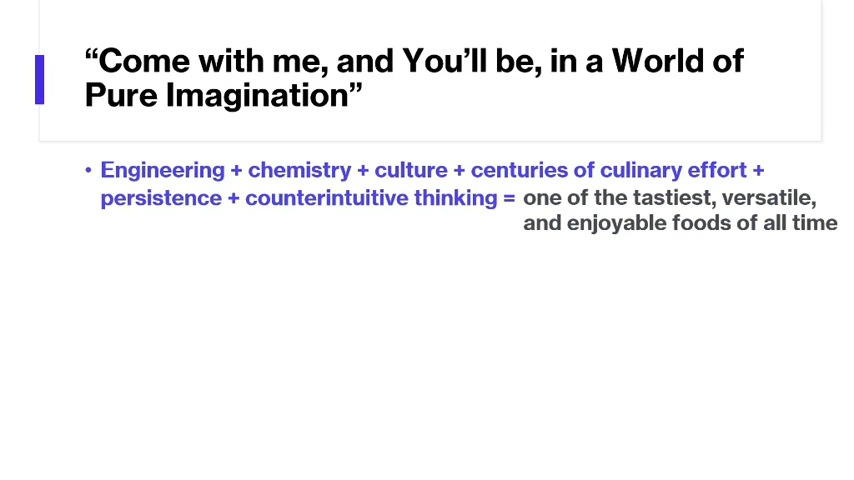 “Come with me, and You’ll be, in a World of
Pure Imagination”
• Engineering + chemistry + culture + centuries of culinary effort +
persistence + counterintuitive thinking = one of the tastiest, versatile,
and enjoyable foods of all time